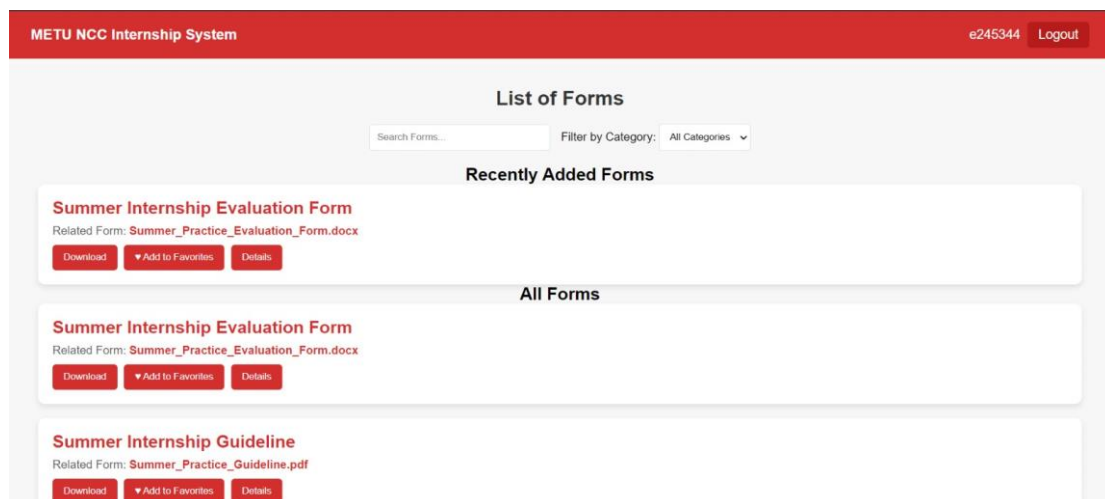 METU NCC Internship System e245344 Logout
List of Forms
Search Forms... Filter by Category: All Categories
Recently Added Forms
Summer Internship Evaluation Form
Related Form: Summer_Practice_Evaluation_Form.docx
Download ♥ Add to Favorites Details
All Forms
Summer Internship Evaluation Form
Related Form: Summer_Practice_Evaluation_Form.docx
Download ♥ Add to Favorites Details
Summer Internship Guideline
Related Form: Summer_Practice_Guideline.pdf
Download ♥ Add to Favorites Details